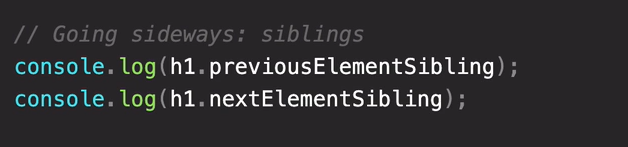 // Going sideways: siblings
console.log(h1.previousElementSibling);
console.log(h1.nextElementSibling);